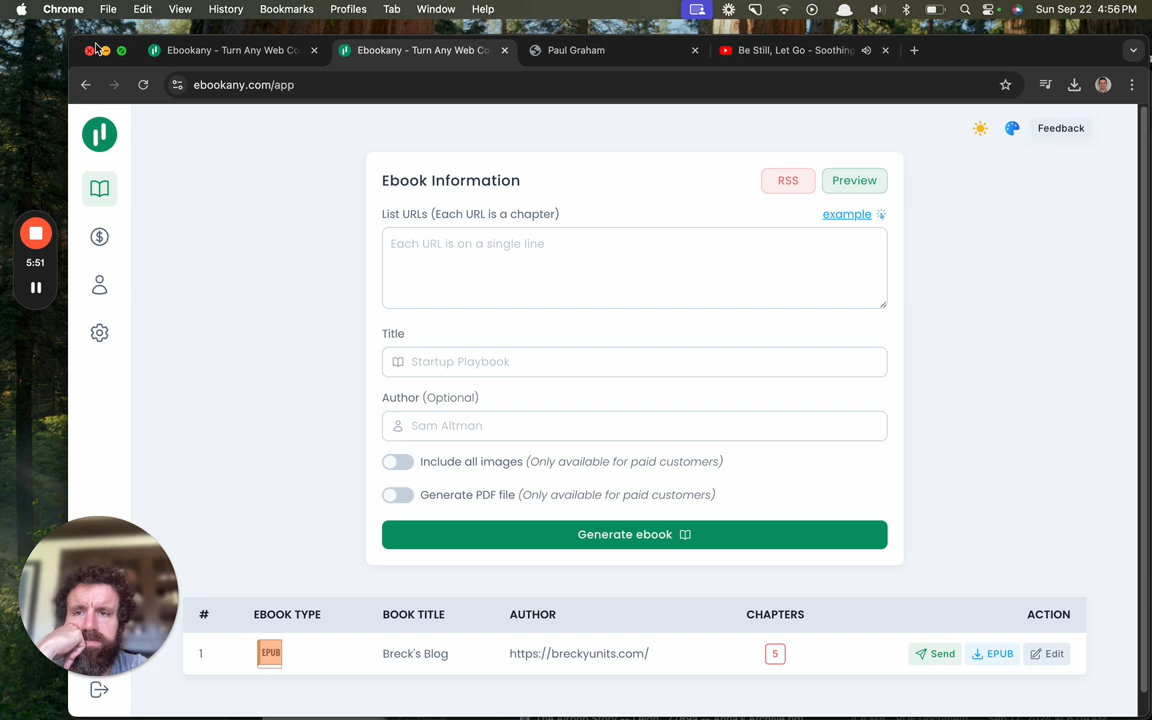 Chrome File Edit View History Bookmarks Profiles Tab Window Help Sun Sep 22 4:56 PM
Ebookany - Turn Any Web Co Ebookany - Turn Any Web Co Paul Graham Be Still, Let Go - Soothing
ebookany.com/app
Feedback
Ebook Information RSS Preview
List URLs (Each URL is a chapter) example
Each URL is on a single line
5:51
Title
Startup Playbook
Author (Optional)
Sam Altman
Include all images (Only available for paid customers)
Generate PDF file (Only available for paid customers)
Generate ebook
# EBOOK TYPE BOOK TITLE AUTHOR CHAPTERS ACTION
1 EPUB Breck's Blog https://breckyunits.com/ 5 Send EPUB Edit